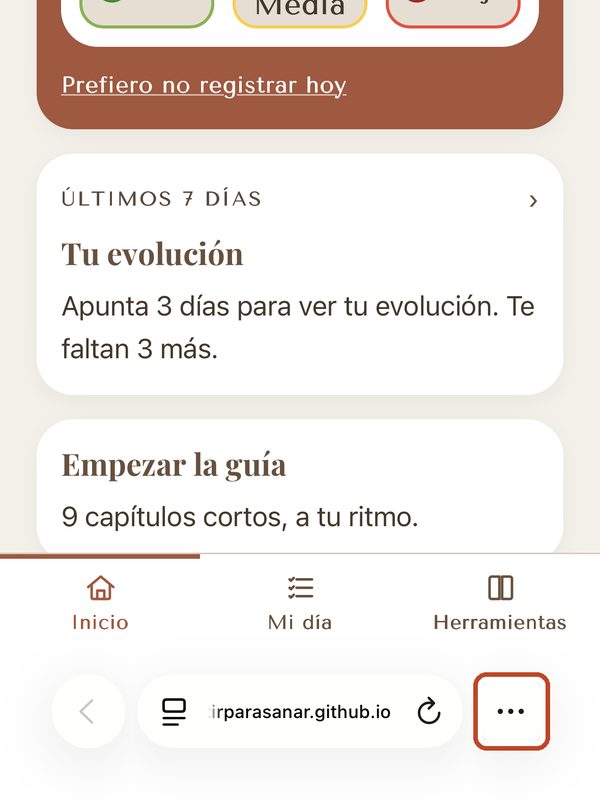 Media
Prefiero no registrar hoy
ÚLTIMOS 7 DÍAS
Tu evolución
Apunta 3 días para ver tu evolución. Te
faltan 3 más.
Empezar la guía
9 capítulos cortos, a tu ritmo.
Inicio
Mi día
Herramientas
irparasanar.github.io